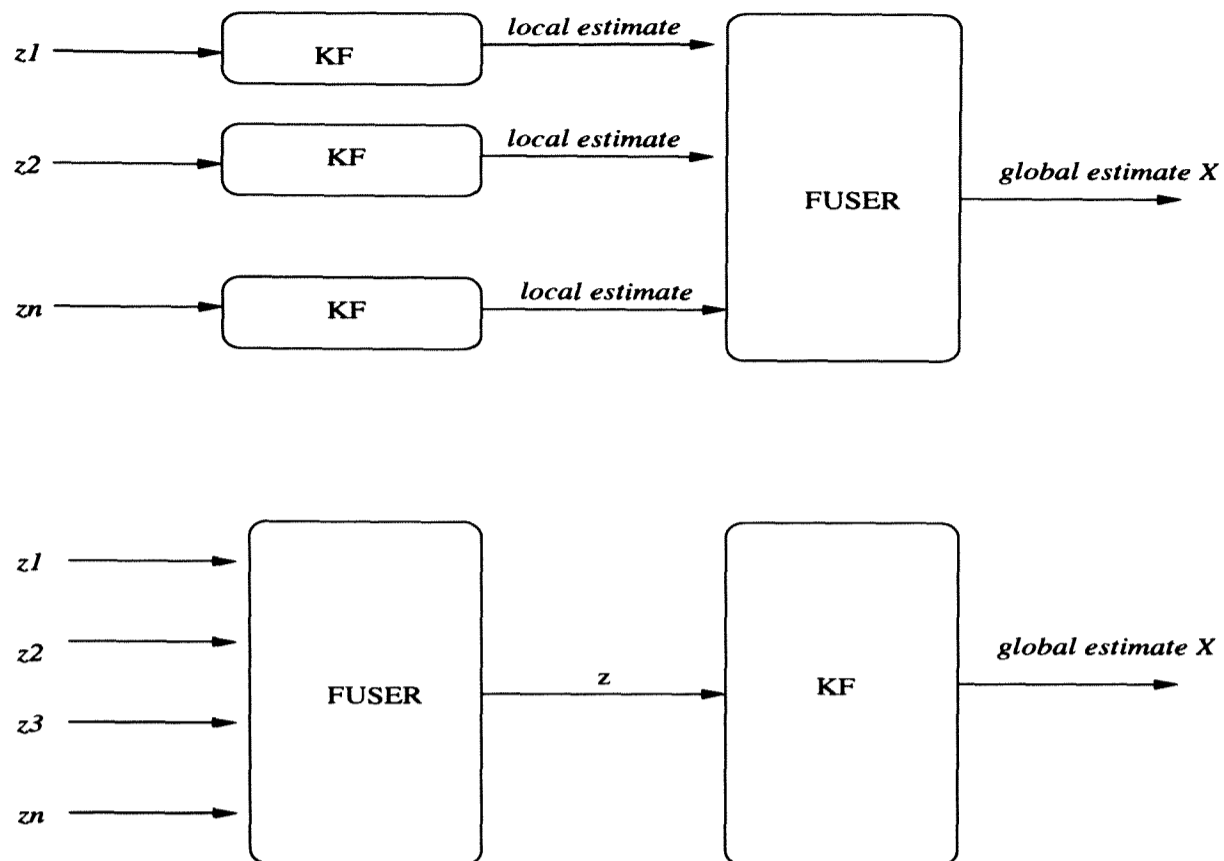 z1
KF
local estimate
z2
KF
local estimate
FUSER
global estimate X
zn
KF
local estimate
z1
z2
z3
zn
FUSER
z
KF
global estimate X